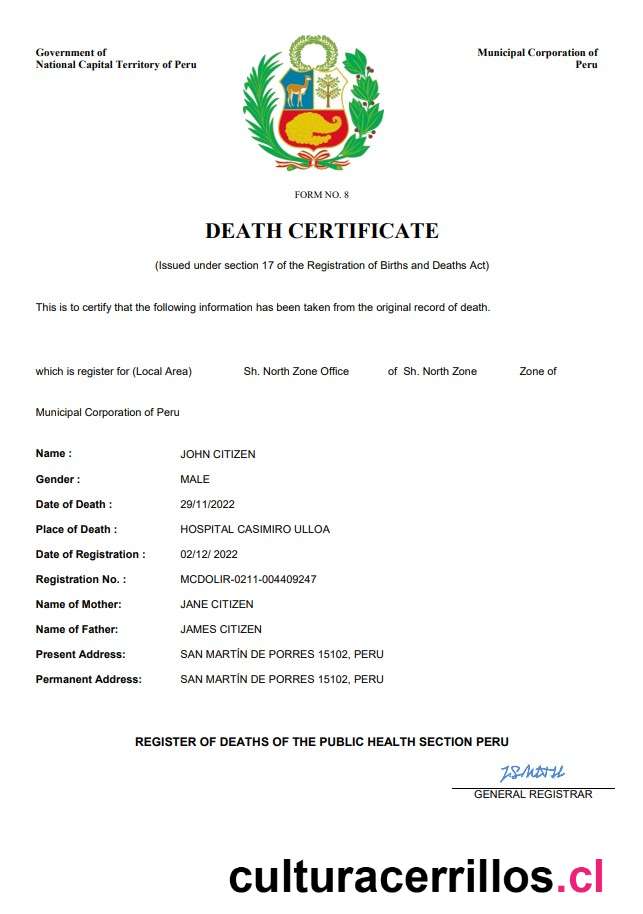 Government of
National Capital Territory of Peru
Municipal Corporation of
Peru
FORM NO. 8
DEATH CERTIFICATE
(Issued under section 17 of the Registration of Births and Deaths Act)
This is to certify that the following information has been taken from the original record of death.
which is register for (Local Area) Sh. North Zone Office of Sh. North Zone Zone of
Municipal Corporation of Peru
Name : JOHN CITIZEN
Gender : MALE
Date of Death : 29/11/2022
Place of Death : HOSPITAL CASIMIRO ULLOA
Date of Registration : 02/12/ 2022
Registration No. : MCDOLIR-0211-004409247
Name of Mother: JANE CITIZEN
Name of Father: JAMES CITIZEN
Present Address: SAN MARTÍN DE PORRES 15102, PERU
Permanent Address: SAN MARTÍN DE PORRES 15102, PERU
REGISTER OF DEATHS OF THE PUBLIC HEALTH SECTION PERU
GENERAL REGISTRAR
culturacerrillos.cl